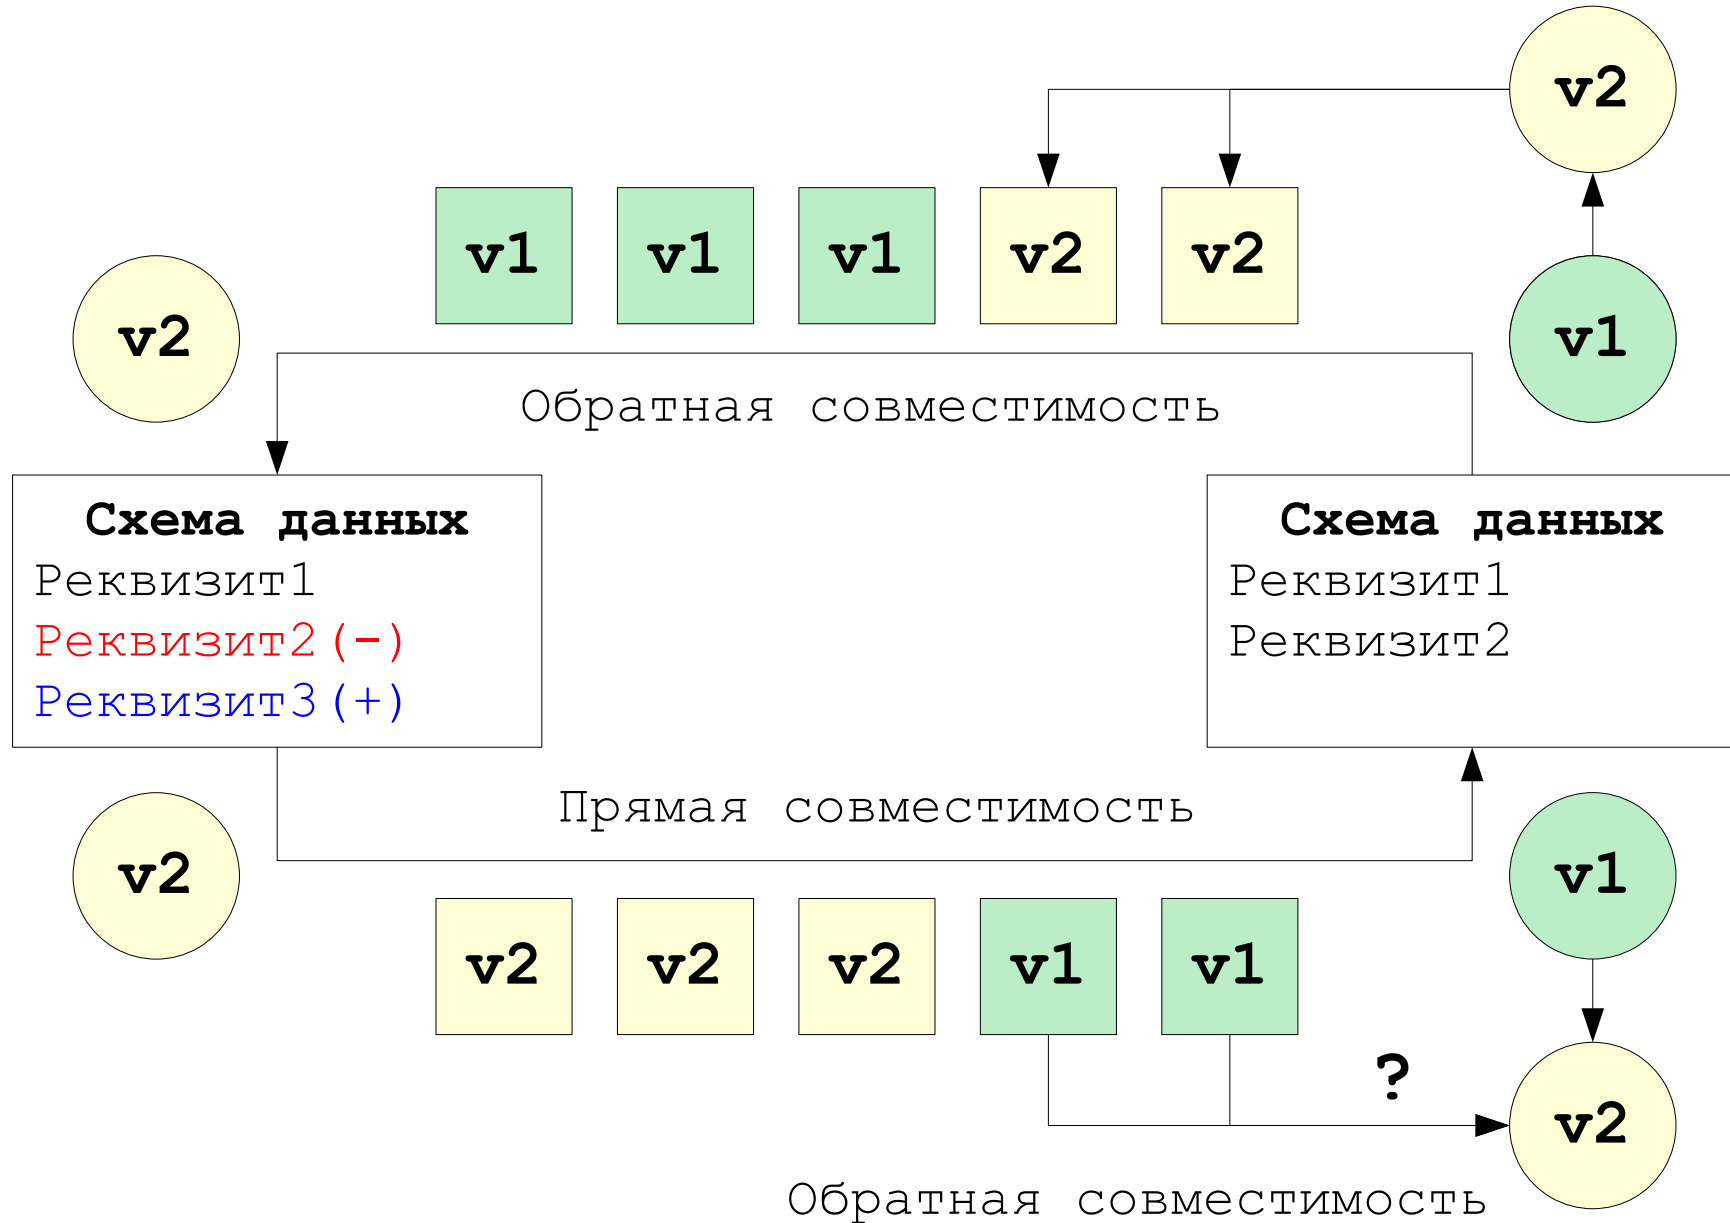 v2
v1 v1 v1 v2 v2
v2 v1
Обратная совместимость
Схема данных
Реквизит1
Реквизит2(-)
Реквизит3(+)
Схема данных
Реквизит1
Реквизит2
Прямая совместимость
v2 v1
v2 v2 v2 v1 v1
?
v2
Обратная совместимость